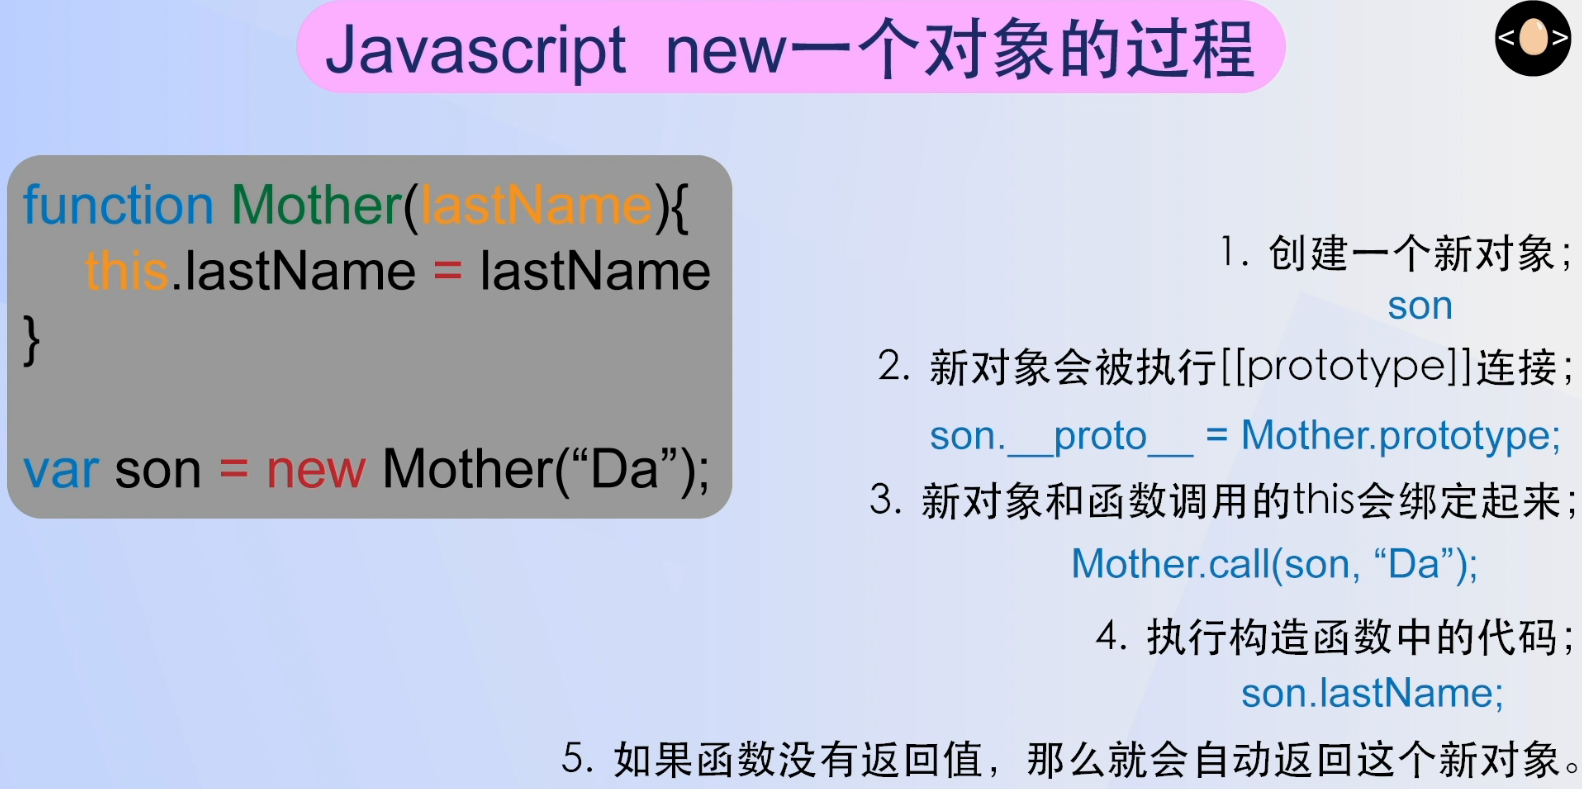 Javascript new一个对象的过程
< >
function Mother(lastName){
this.lastName = lastName
}
var son = new Mother(“Da”);
1. 创建一个新对象;
son
2. 新对象会被执行[[prototype]]连接;
son.__proto__ = Mother.prototype;
3. 新对象和函数调用的this会绑定起来;
Mother.call(son, “Da”);
4. 执行构造函数中的代码;
son.lastName;
5. 如果函数没有返回值，那么就会自动返回这个新对象。